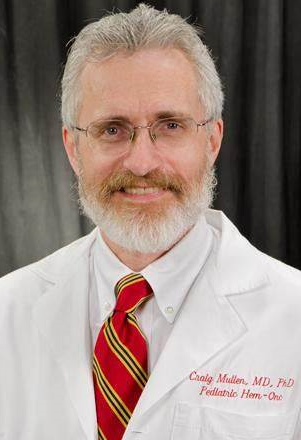 Craig Mullen, MD, PhD
Pediatric Hem-Onc